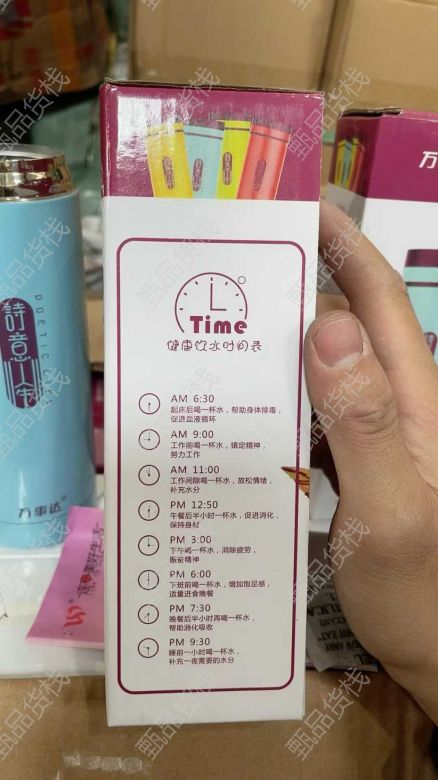 Time
健康饮水时间表
AM 6:30
起床后喝一杯水，帮助身体排毒，
促进血液循环
AM 9:00
工作前喝一杯水，镇定精神，
努力工作
AM 11:00
工作间隙喝一杯水，放松情绪，
补充水分
PM 12:50
午餐后半小时一杯水，促进消化，
保持身材
PM 3:00
下午喝一杯水，消除疲劳，
振奋精神
PM 6:00
下班前喝一杯水，增加饱足感，
适量进食晚餐
PM 7:30
晚餐后半小时再喝一杯水，
帮助消化吸收
PM 9:30
睡前一小时喝一杯水，
补充一夜需要的水分
詩意人生
万事达
万
甄品货栈